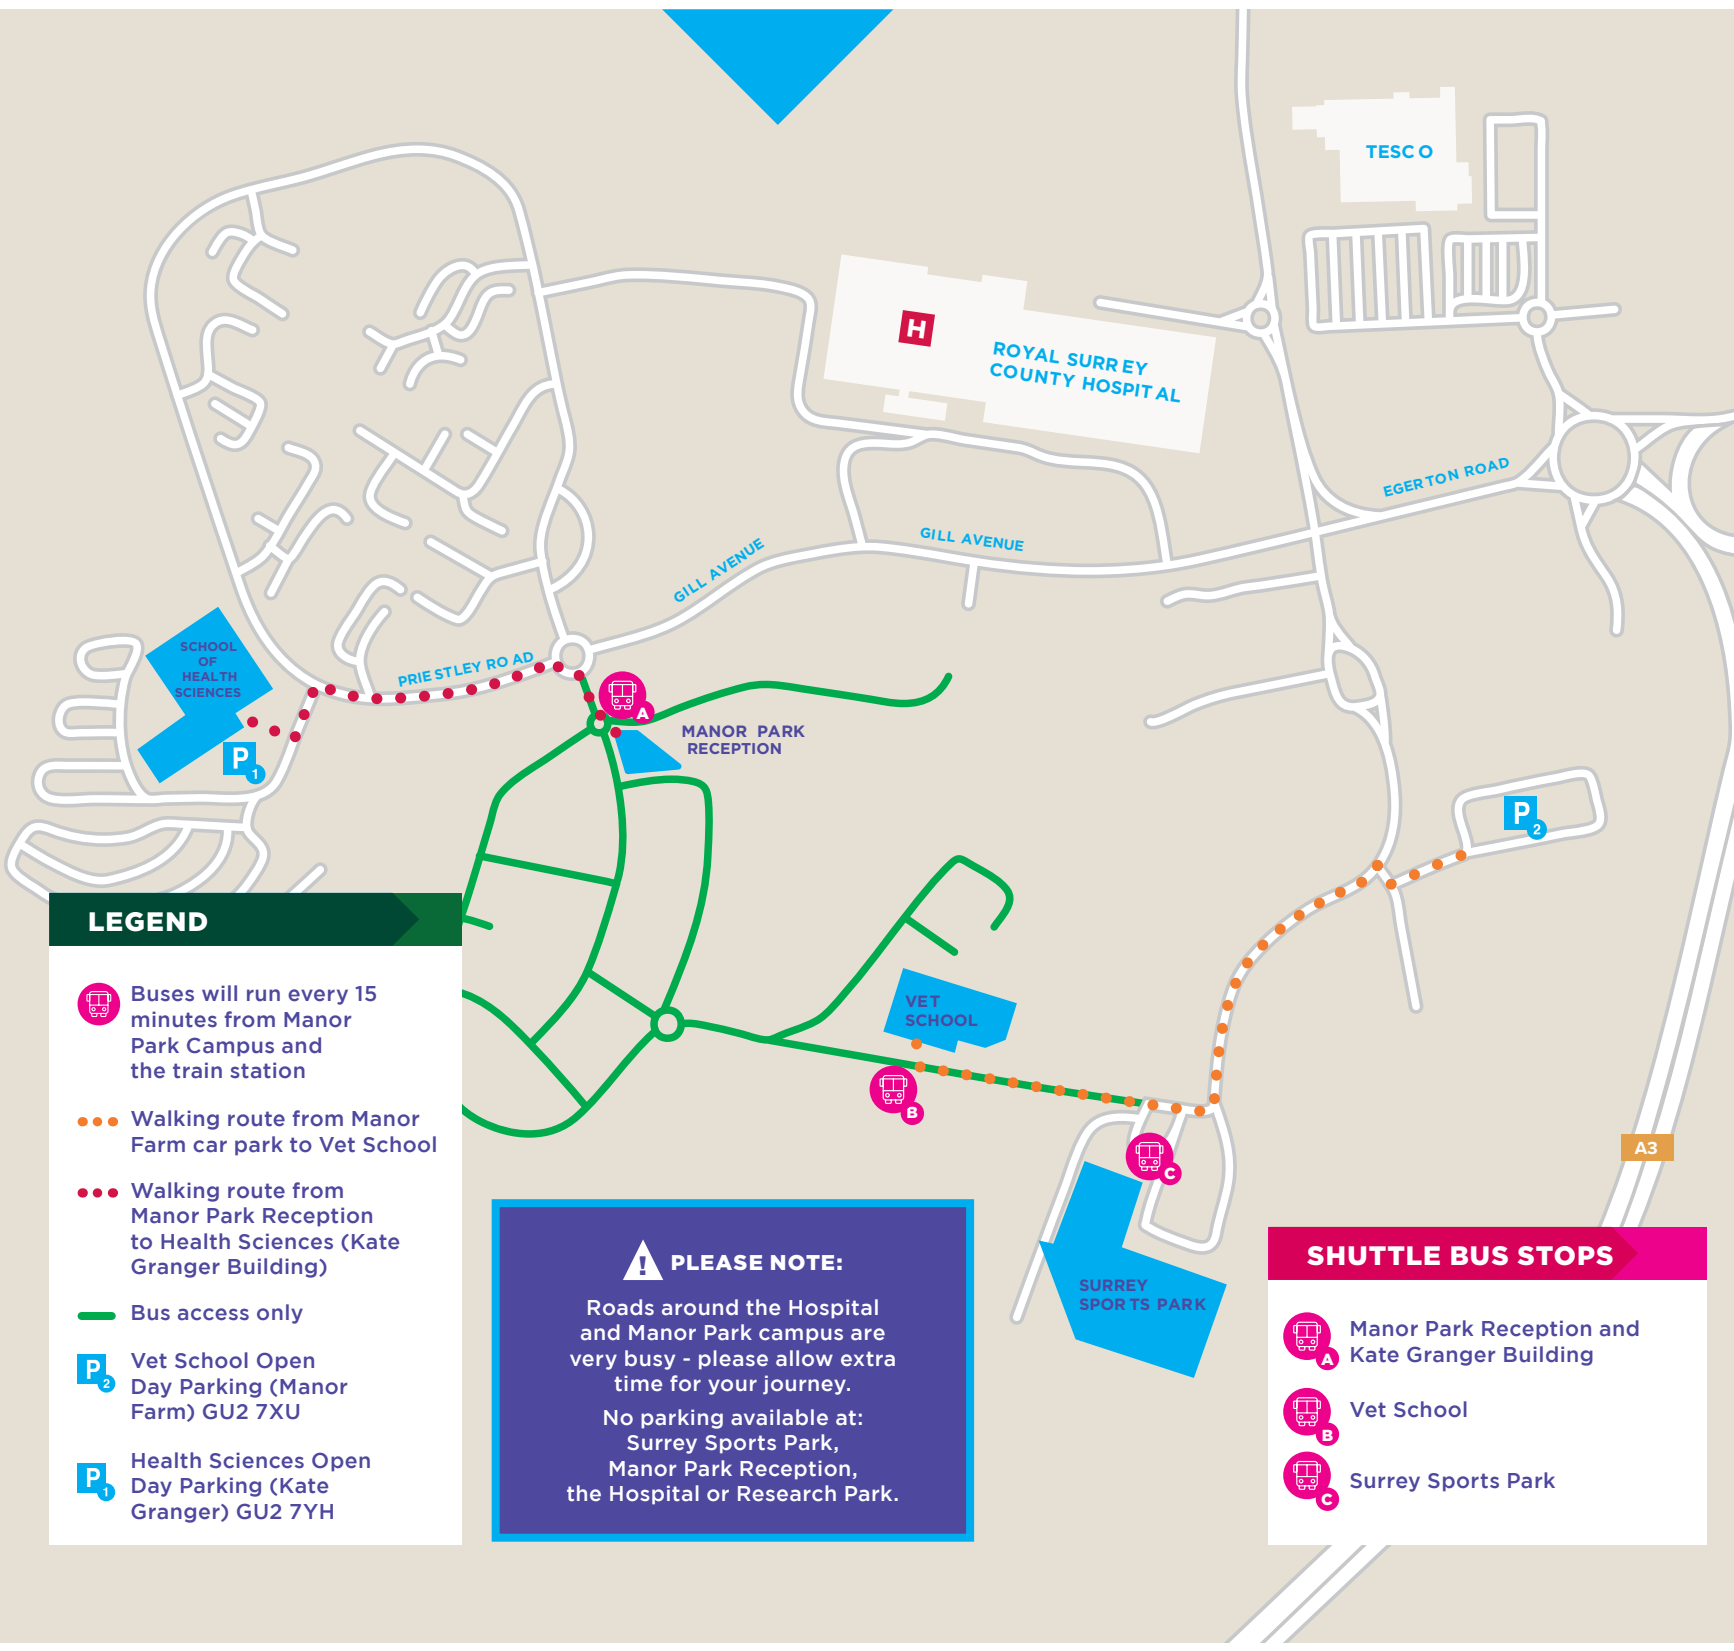 TESCO
H
ROYAL SURREY
COUNTY HOSPITAL
EGERTON ROAD
GILL AVENUE
GILL AVENUE
SCHOOL
OF
HEALTH
SCIENCES
PRIESTLEY ROAD
A
MANOR PARK
RECEPTION
P
1
P
2
VET
SCHOOL
B
C
SURREY
SPORTS PARK
A3
LEGEND
Buses will run every 15
minutes from Manor
Park Campus and
the train station
Walking route from Manor
Farm car park to Vet School
Walking route from
Manor Park Reception
to Health Sciences (Kate
Granger Building)
Bus access only
P
2
Vet School Open
Day Parking (Manor
Farm) GU2 7XU
P
1
Health Sciences Open
Day Parking (Kate
Granger) GU2 7YH
! PLEASE NOTE:
Roads around the Hospital
and Manor Park campus are
very busy - please allow extra
time for your journey.
No parking available at:
Surrey Sports Park,
Manor Park Reception,
the Hospital or Research Park.
SHUTTLE BUS STOPS
A
Manor Park Reception and
Kate Granger Building
B
Vet School
C
Surrey Sports Park